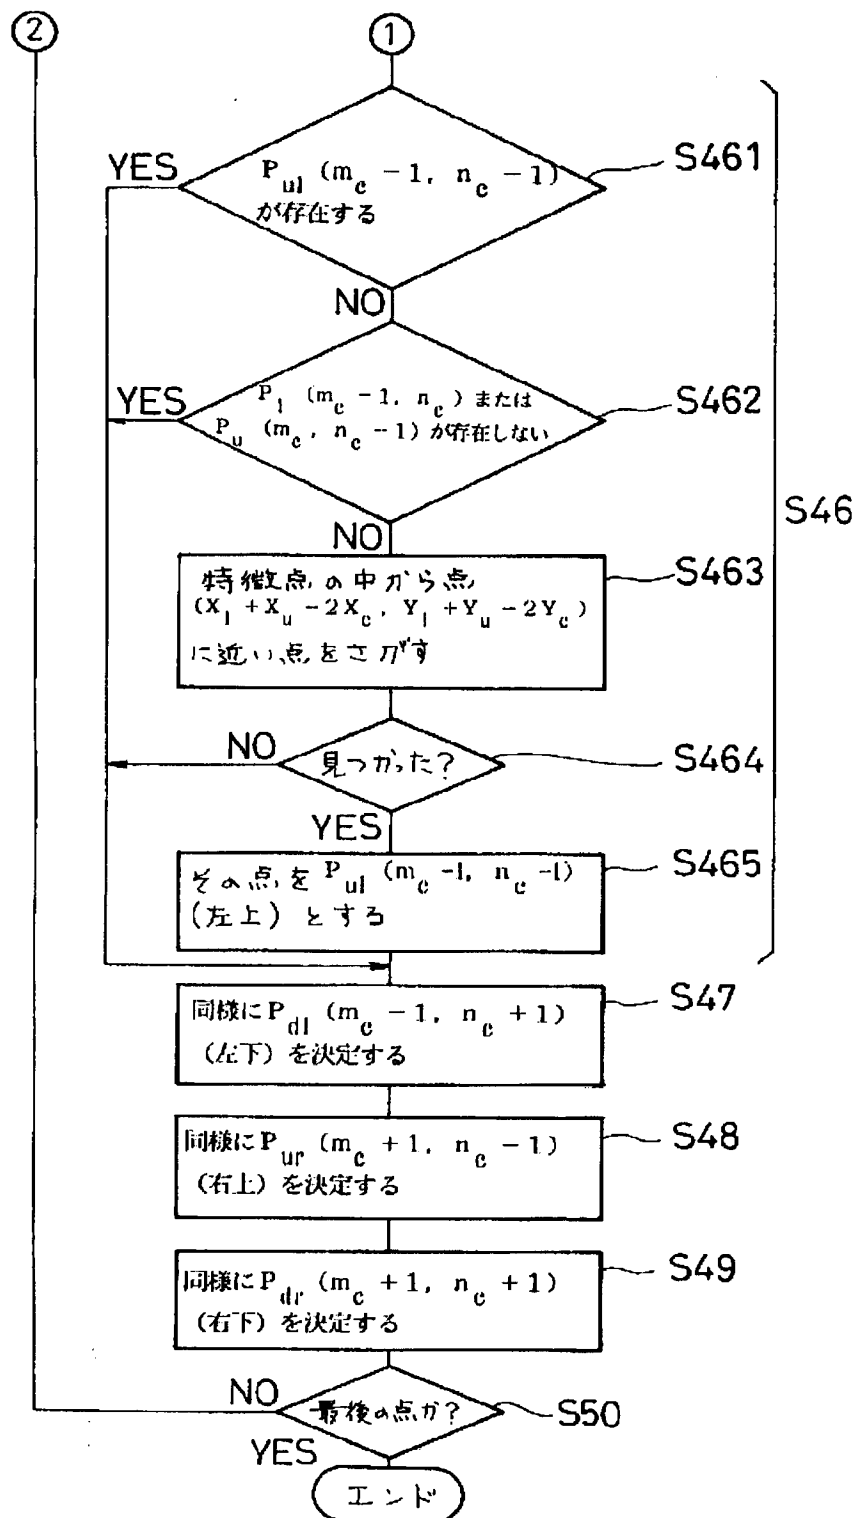 ②
①
YES
P_ul (m_c − 1, n_c − 1)
が存在する
S461
NO
YES
P_l (m_c − 1, n_c) または
P_u (m_c, n_c − 1) が存在しない
S462
S46
NO
特徴点の中から点
(X_l + X_u − 2X_c, Y_l + Y_u − 2Y_c)
に近い点をさがす
S463
NO
見つかった?
S464
YES
その点を P_ul (m_c −1, n_c −1)
(左上) とする
S465
同様に P_dl (m_c − 1, n_c + 1)
(左下) を決定する
S47
同様に P_ur (m_c + 1, n_c − 1)
(右上) を決定する
S48
同様に P_dr (m_c + 1, n_c + 1)
(右下) を決定する
S49
NO
最後の点か?
S50
YES
エンド